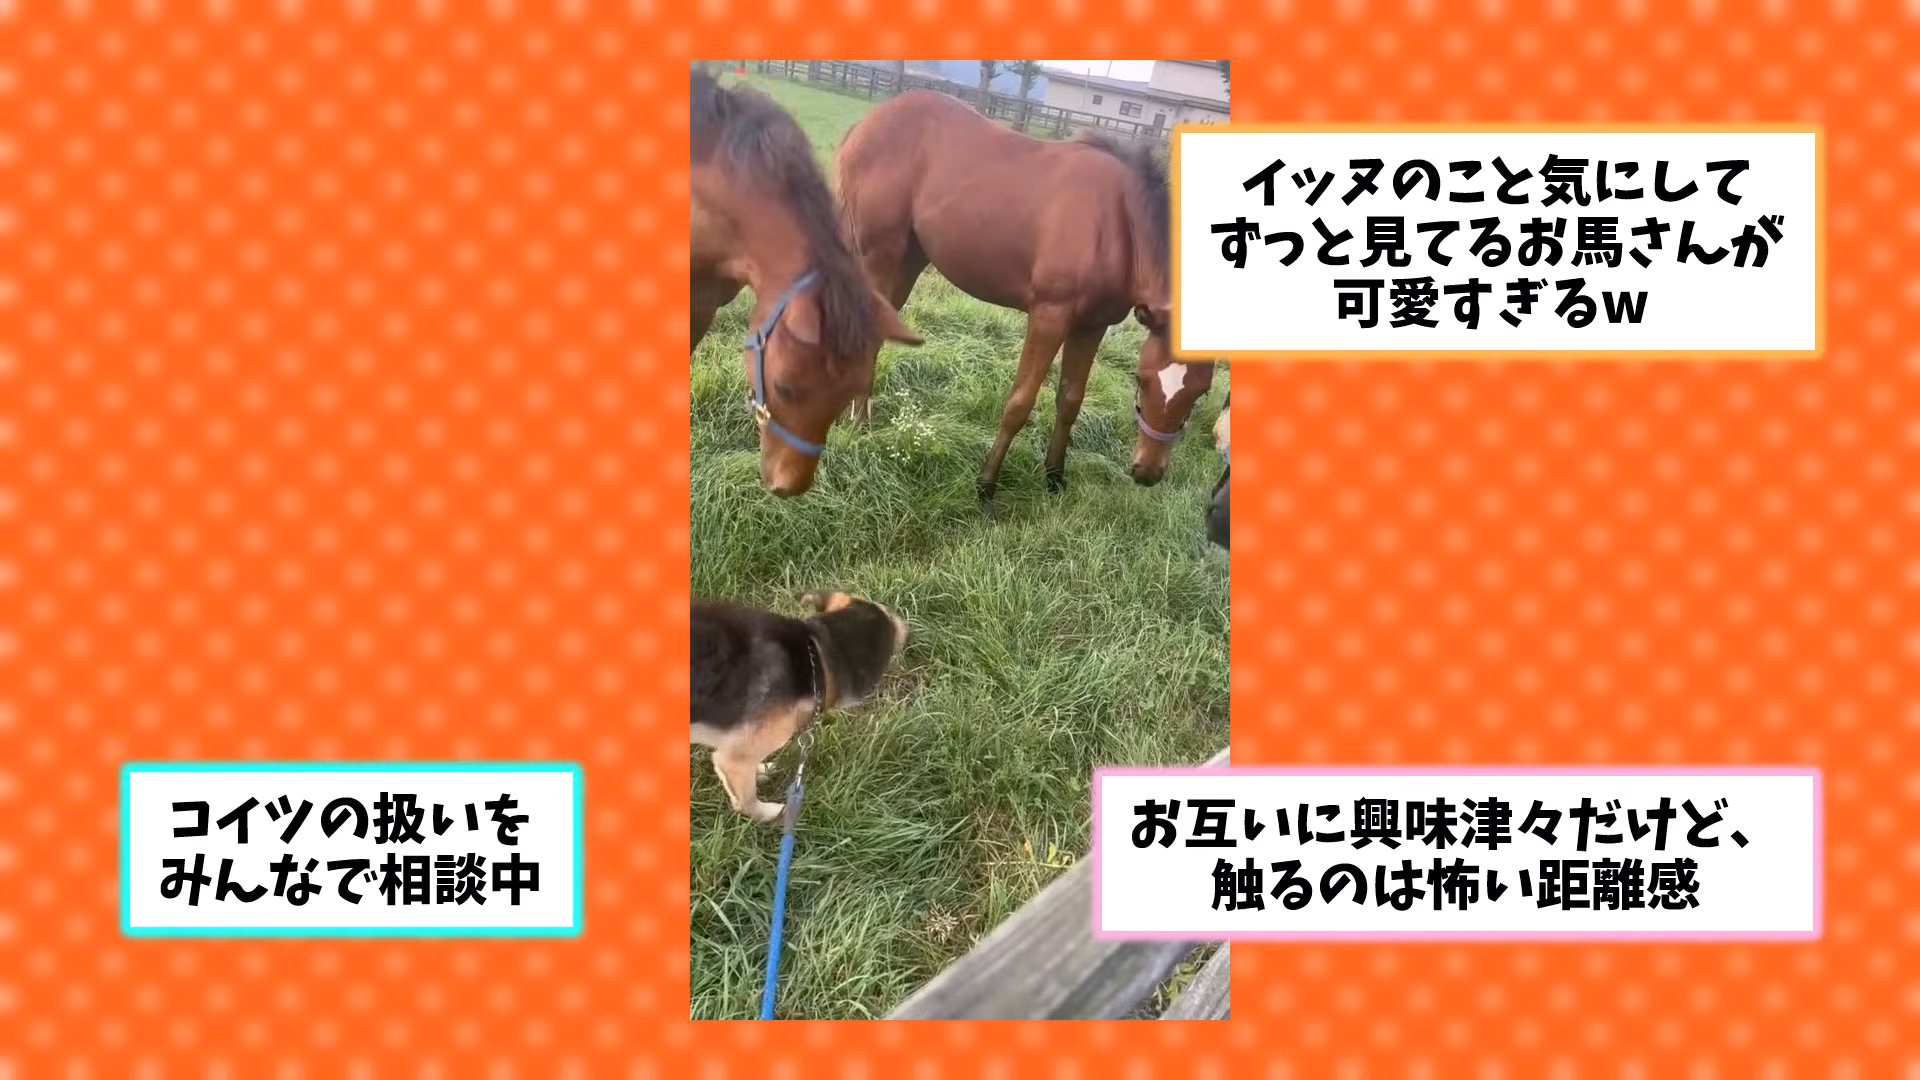 イッヌのこと気にして
ずっと見てるお馬さんが
可愛すぎるw
コイツの扱いを
みんなで相談中
お互いに興味津々だけど、
触るのは怖い距離感